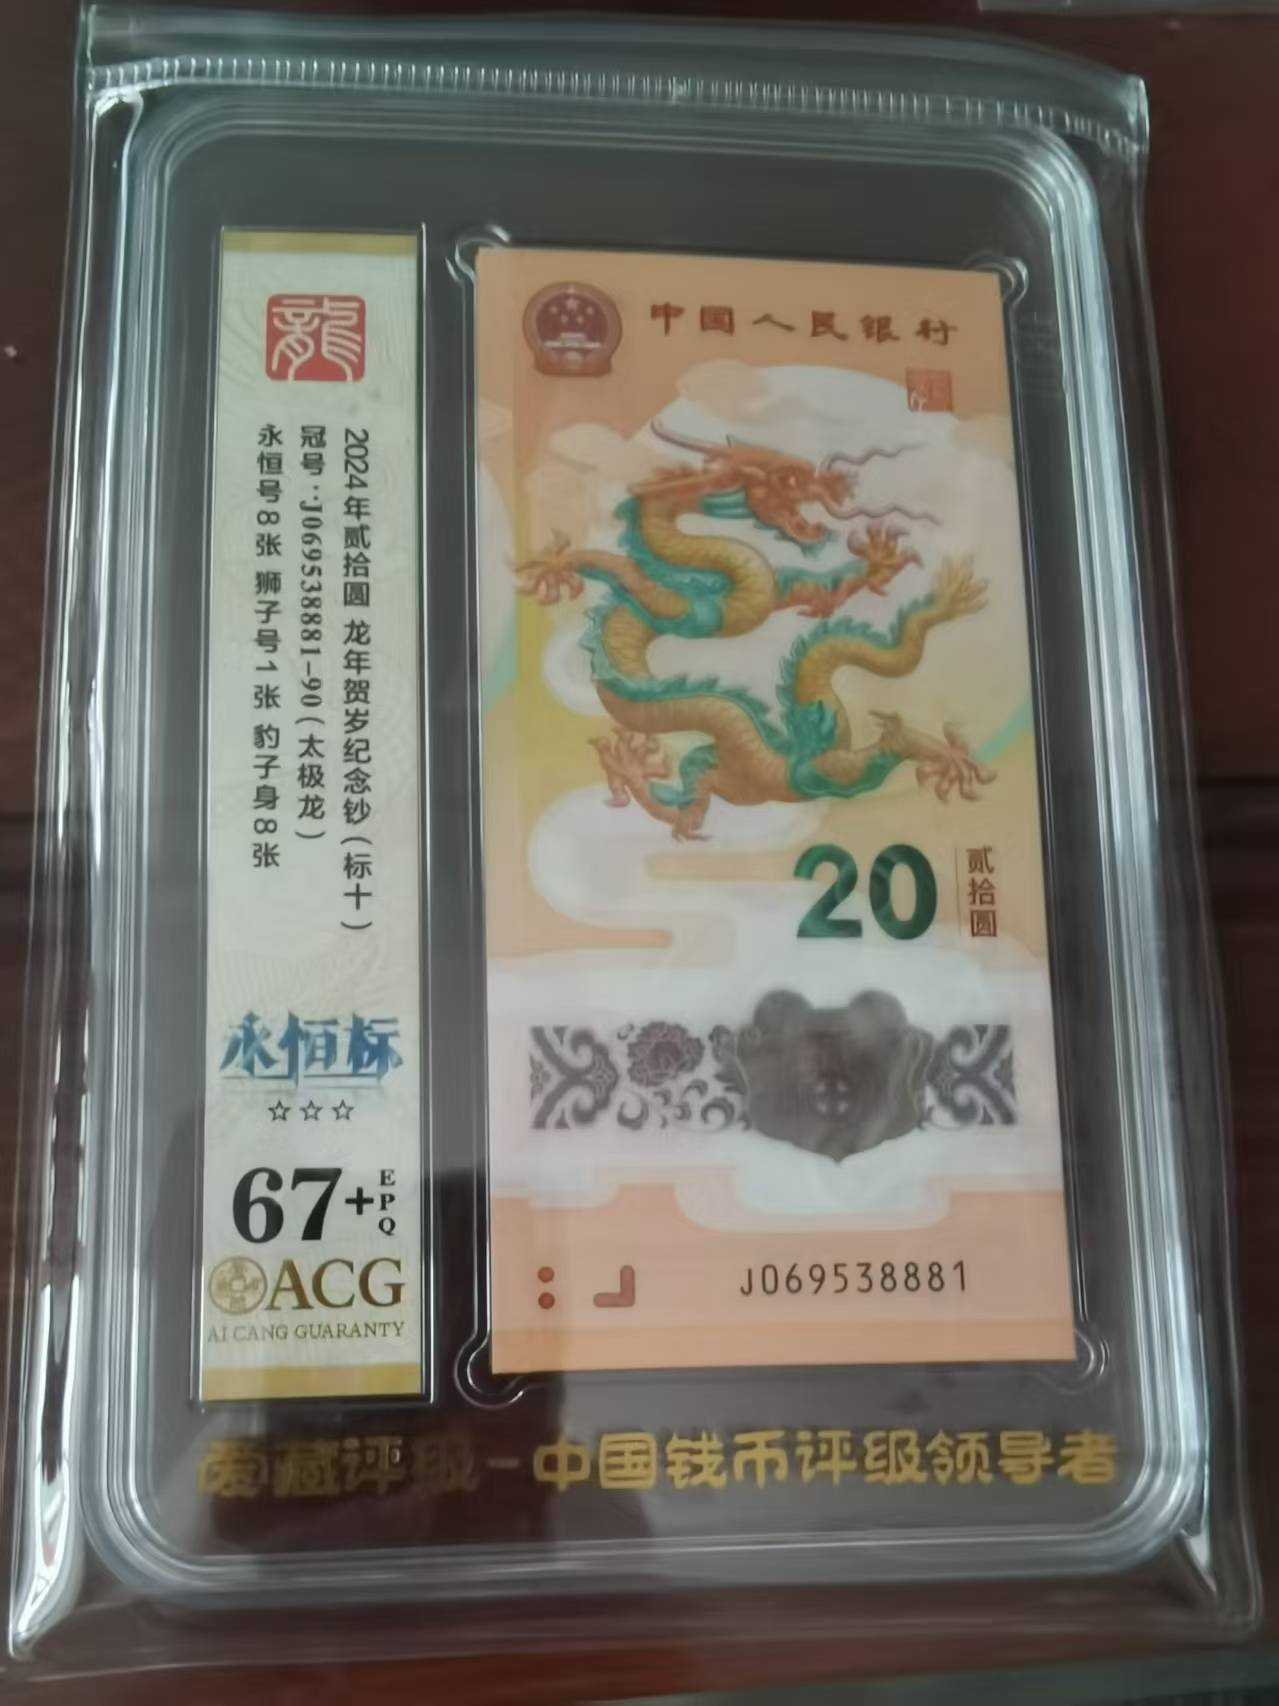 龍
2024年贰拾圆 龙年贺岁纪念钞(标十)
冠号:J069538881-90(太极龙)
永恒号8张 狮子号1张 豹子身8张
永恒标
☆☆☆
67+EPQ
ACG
AI CANG GUARANTY
中国人民银行
20
贰拾圆
J069538881
爱藏评级-中国钱币评级领导者